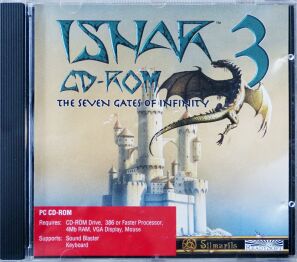 ISHAR™ 3
CD-ROM
THE SEVEN GATES OF INFINITY
PC CD-ROM
Requires: CD-ROM Drive, 386 or Faster Processor,
4Mb RAM, VGA Display, Mouse
Supports: Sound Blaster
Keyboard
Silmarils